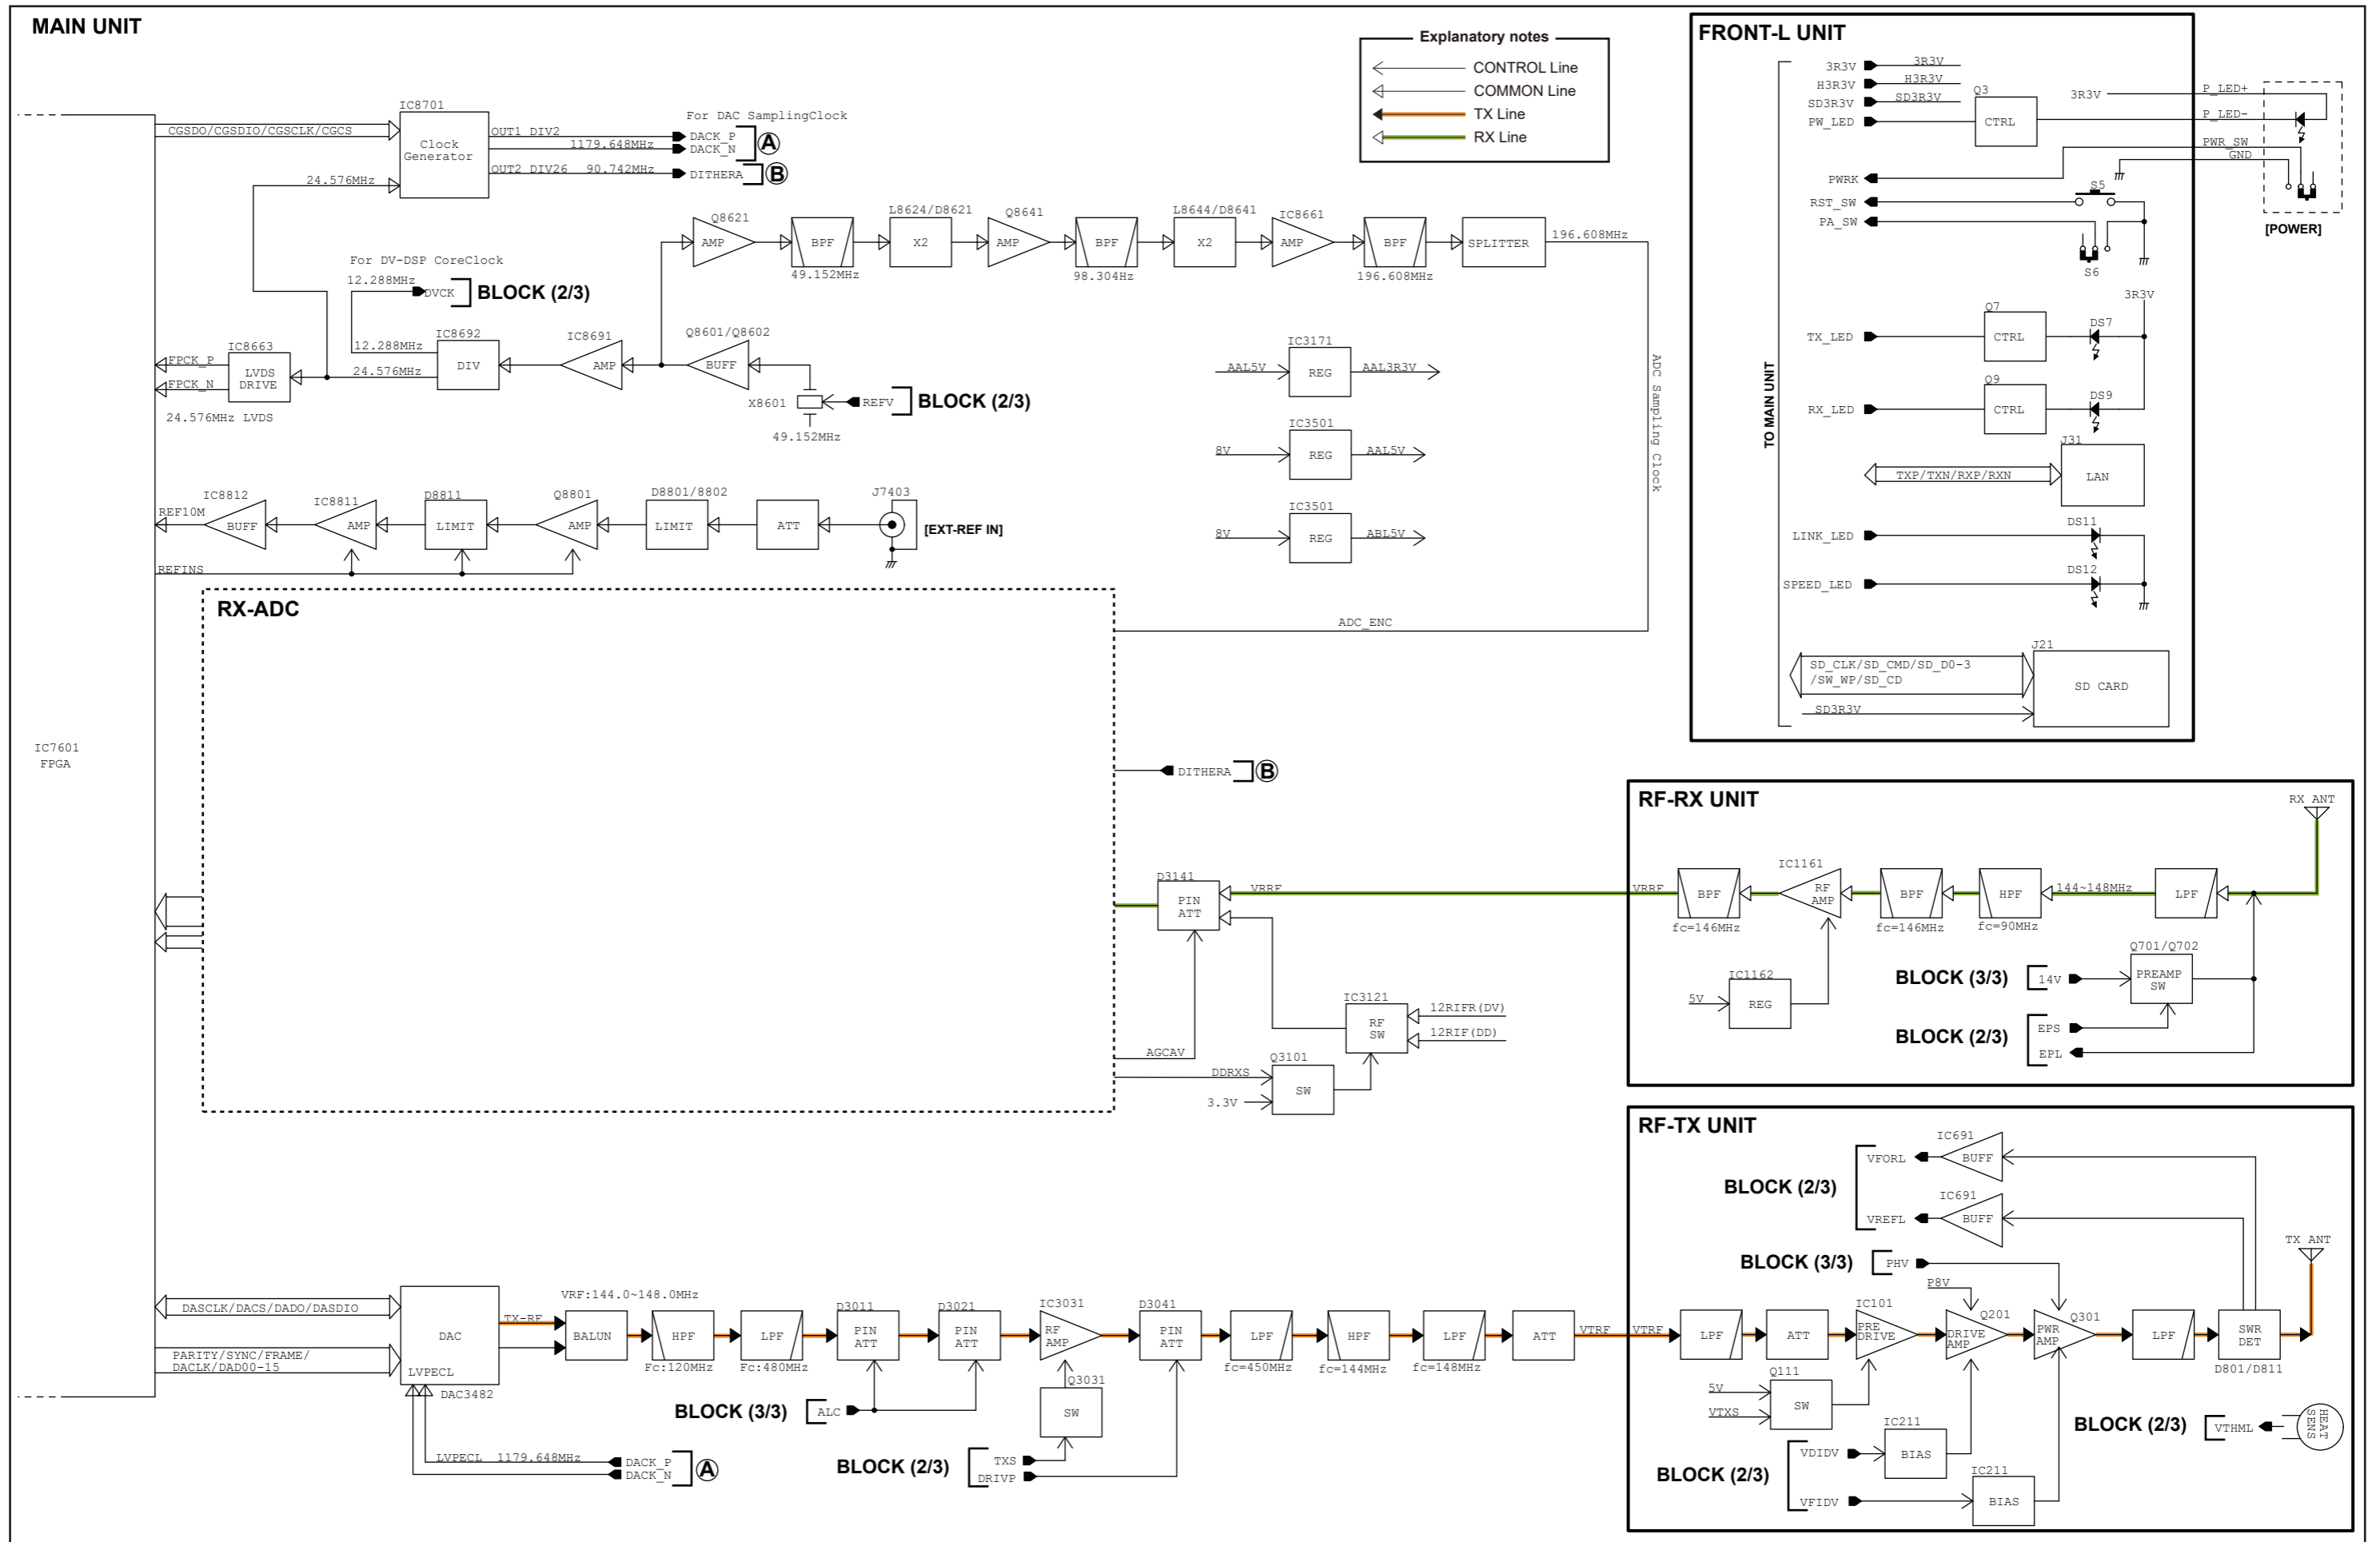 MAIN UNIT
Explanatory notes
CONTROL Line
COMMON Line
TX Line
RX Line
IC8701
CGSDO/CGSDIO/CGSCLK/CGCS
Clock
Generator
24.576MHz
For DAC SamplingClock
OUT1 DIV2
1179.648MHz
DACK_P
DACK_N
A
OUT2 DIV26
90.742MHz
DITHERA
B
Q8621
AMP
BPF
49.152MHz
L8624/D8621
X2
Q8641
AMP
BPF
98.304Hz
L8644/D8641
X2
IC8661
AMP
BPF
196.608MHz
SPLITTER
196.608MHz
ADC Sampling Clock
For DV-DSP CoreClock
12.288MHz
DVCK
BLOCK (2/3)
FPCK_P
FPCK_N
IC8663
LVDS
DRIVE
24.576MHz LVDS
12.288MHz
24.576MHz
IC8692
DIV
IC8691
AMP
Q8601/Q8602
BUFF
X8601
49.152MHz
REFV
BLOCK (2/3)
IC3171
AAL5V
REG
AAL3R3V
IC3501
8V
REG
AAL5V
IC3501
8V
REG
ABL5V
REF10M
IC8812
BUFF
IC8811
AMP
D8811
LIMIT
Q8801
AMP
D8801/8802
LIMIT
ATT
J7403
[EXT-REF IN]
REFINS
RX-ADC
ADC_ENC
IC7601
FPGA
DITHERA
B
D3141
PIN
ATT
VRRF
AGCAV
IC3121
RF
SW
12RIFR(DV)
12RIF(DD)
DDRXS
3.3V
Q3101
SW
DASCLK/DACS/DADO/DASDIO
PARITY/SYNC/FRAME/
DACLK/DAD00-15
DAC
LVPECL
DAC3482
TX-RF
VRF:144.0~148.0MHz
BALUN
HPF
Fc:120MHz
LPF
Fc:480MHz
D3011
PIN
ATT
D3021
PIN
ATT
IC3031
RF
AMP
D3041
PIN
ATT
LPF
fc=450MHz
HPF
fc=144MHz
LPF
fc=148MHz
ATT
VTRF
BLOCK (3/3)
ALC
Q3031
SW
BLOCK (2/3)
TXS
DRIVP
LVPECL 1179.648MHz
DACK_P
DACK_N
A
FRONT-L UNIT
TO MAIN UNIT
3R3V
3R3V
H3R3V
H3R3V
SD3R3V
SD3R3V
PW_LED
Q3
CTRL
3R3V
P_LED+
P_LED-
PWR_SW
GND
[POWER]
PWRK
RST_SW
S5
PA_SW
S6
3R3V
TX_LED
Q7
CTRL
DS7
RX_LED
Q9
CTRL
DS9
TXP/TXN/RXP/RXN
J31
LAN
LINK_LED
DS11
SPEED_LED
DS12
SD_CLK/SD_CMD/SD_D0-3
/SW_WP/SD_CD
SD3R3V
J21
SD CARD
RF-RX UNIT
RX ANT
VRRF
BPF
fc=146MHz
IC1161
RF
AMP
BPF
fc=146MHz
HPF
fc=90MHz
144~148MHz
LPF
5V
IC1162
REG
BLOCK (3/3)
14V
Q701/Q702
PREAMP
SW
BLOCK (2/3)
EPS
EPL
RF-TX UNIT
BLOCK (2/3)
VFORL
IC691
BUFF
VREFL
IC691
BUFF
BLOCK (3/3)
PHV
P8V
TX ANT
VTRF
LPF
ATT
IC101
PRE
DRIVE
Q201
DRIVE
AMP
Q301
PWR
AMP
LPF
SWR
DET
D801/D811
5V
VTXS
Q111
SW
BLOCK (2/3)
VDIDV
IC211
BIAS
VFIDV
IC211
BIAS
BLOCK (2/3)
VTHML
HEAT
SENS